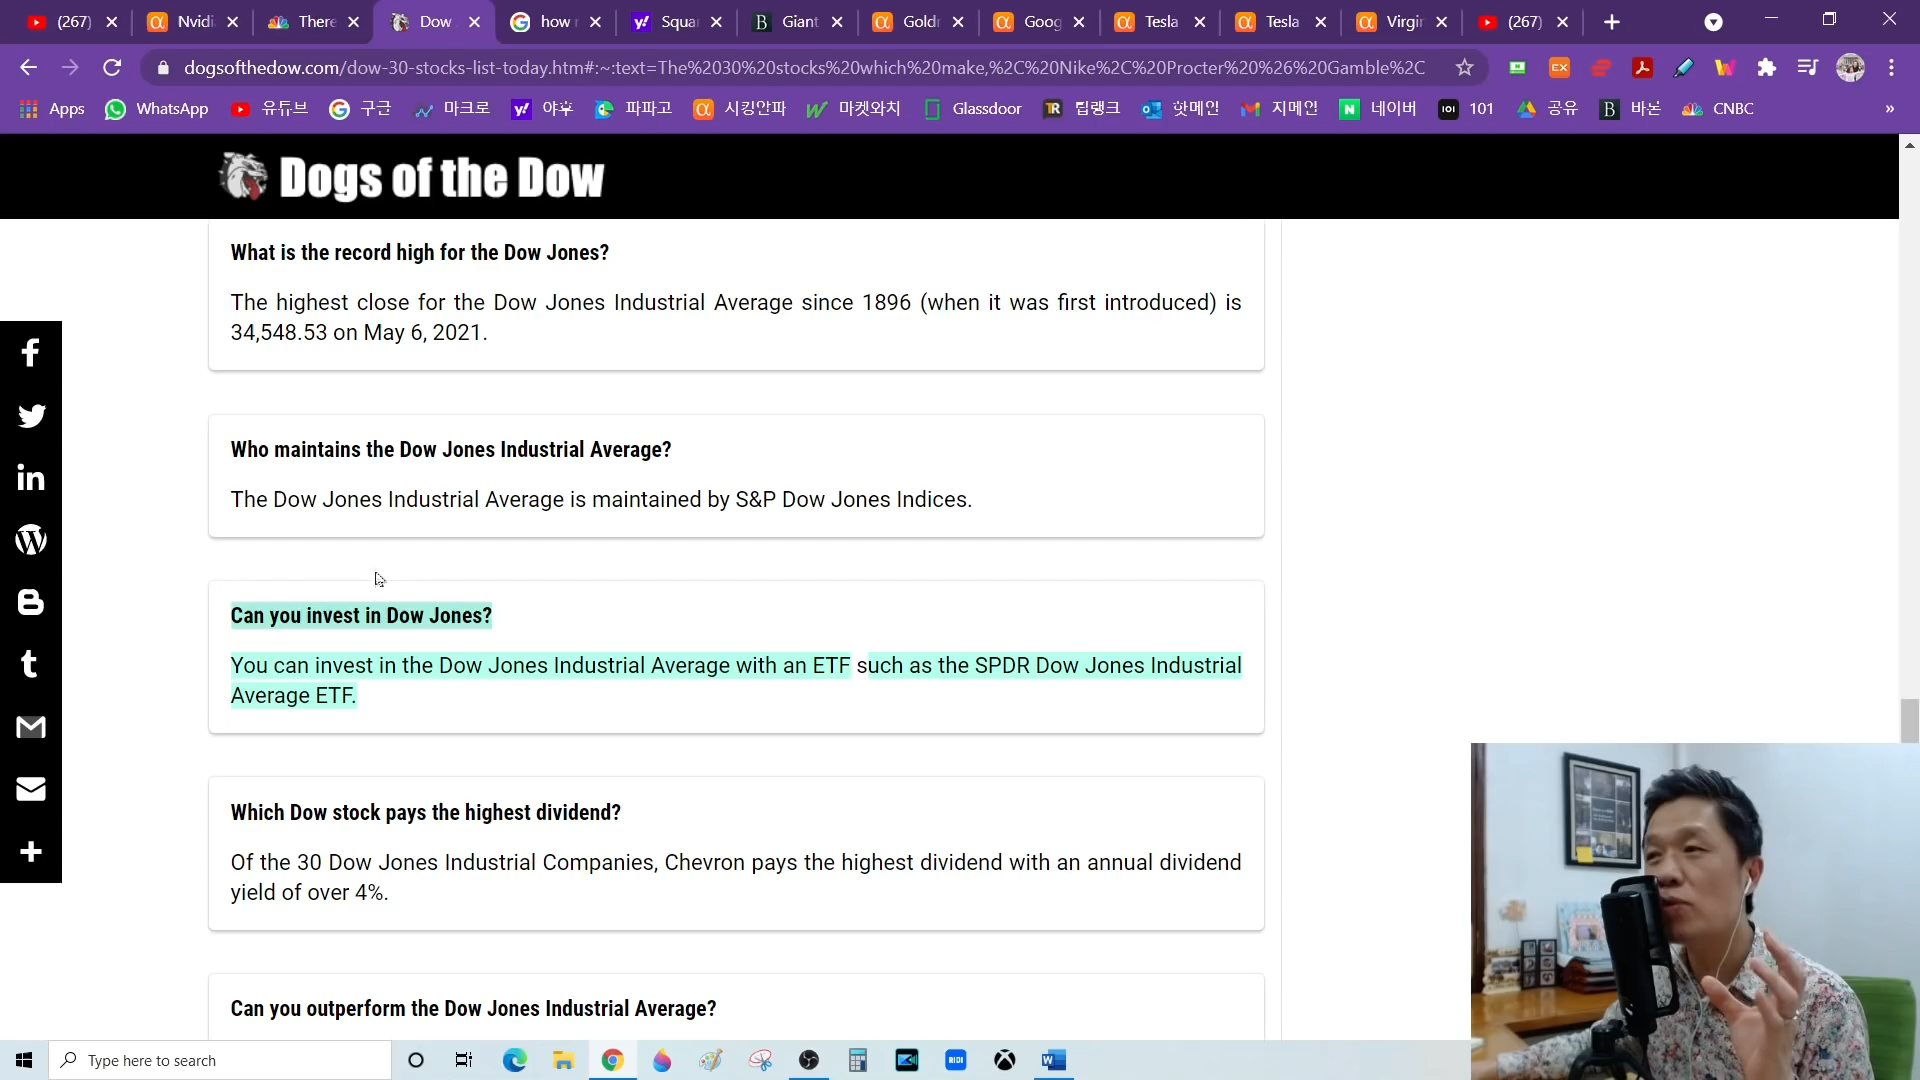 (267)
Nvidi
There
Dow
how
Squa
Giant
Goldr
Goog
Tesla
Tesla
Virgir
(267)
dogsofthedow.com/dow-30-stocks-list-today.htm#:~:text=The%2030%20stocks%20which%20make,%2C%20Nike%2C%20Procter%20%26%20Gamble%2C
Apps
WhatsApp
유튜브
구글
마크로
야후
파파고
시킹안파
마켓와치
Glassdoor
팁랭크
핫메인
지메인
네이버
101
공유
바론
CNBC
»
Dogs of the Dow
What is the record high for the Dow Jones?
The highest close for the Dow Jones Industrial Average since 1896 (when it was first introduced) is
34,548.53 on May 6, 2021.
Who maintains the Dow Jones Industrial Average?
The Dow Jones Industrial Average is maintained by S&P Dow Jones Indices.
Can you invest in Dow Jones?
You can invest in the Dow Jones Industrial Average with an ETF such as the SPDR Dow Jones Industrial
Average ETF.
Which Dow stock pays the highest dividend?
Of the 30 Dow Jones Industrial Companies, Chevron pays the highest dividend with an annual dividend
yield of over 4%.
Can you outperform the Dow Jones Industrial Average?
Type here to search
RIDI